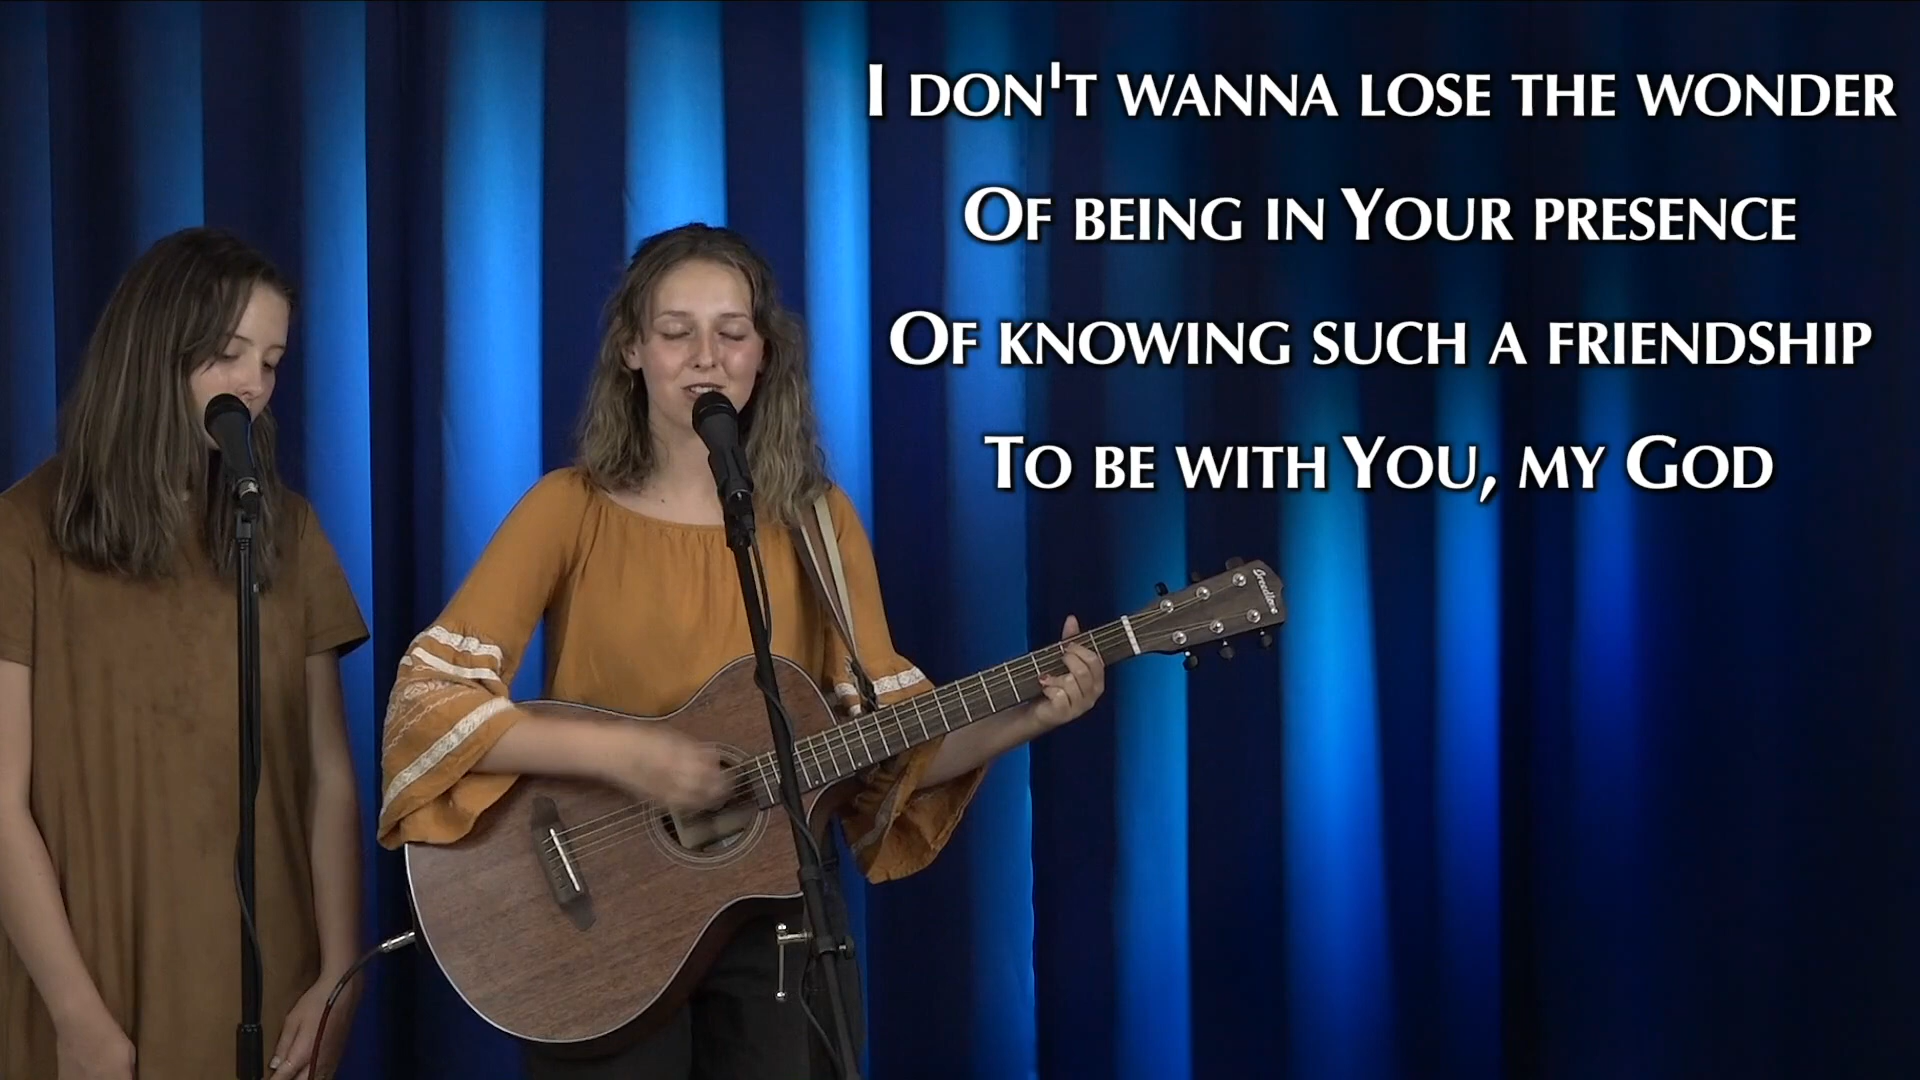 I DON'T WANNA LOSE THE WONDER
OF BEING IN YOUR PRESENCE
OF KNOWING SUCH A FRIENDSHIP
TO BE WITH YOU, MY GOD
Breedlove